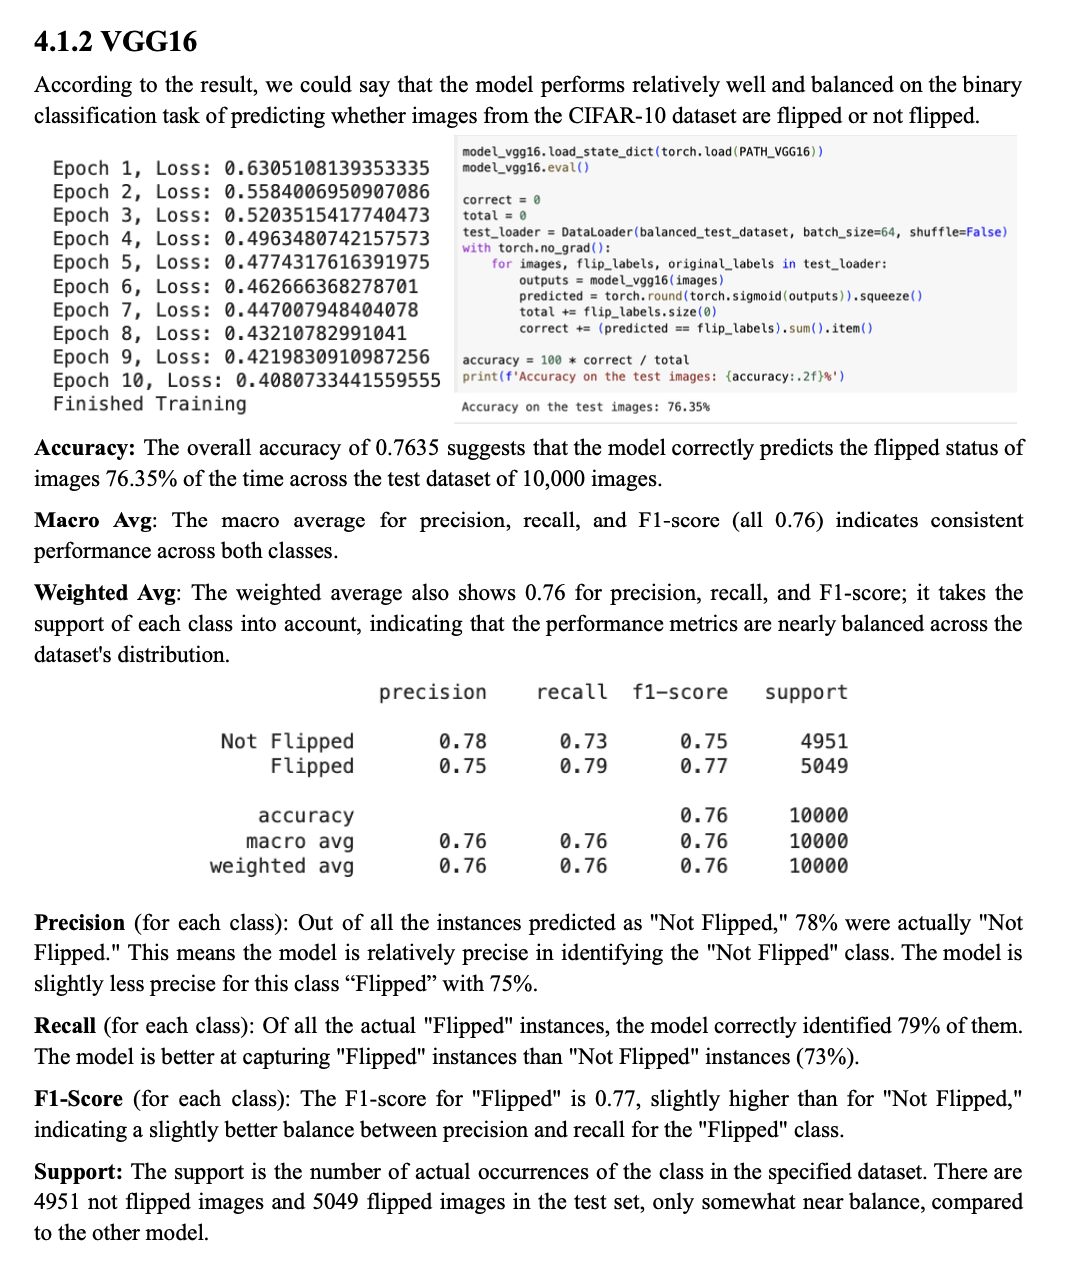 4.1.2 VGG16
According to the result, we could say that the model performs relatively well and balanced on the binary
classification task of predicting whether images from the CIFAR-10 dataset are flipped or not flipped.
Epoch 1, Loss: 0.6305108139353335
Epoch 2, Loss: 0.5584006950907086
Epoch 3, Loss: 0.5203515417740473
Epoch 4, Loss: 0.4963480742157573
Epoch 5, Loss: 0.4774317616391975
Epoch 6, Loss: 0.462666368278701
Epoch 7, Loss: 0.447007948404078
Epoch 8, Loss: 0.43210782991041
Epoch 9, Loss: 0.4219830910987256
Epoch 10, Loss: 0.4080733441559555
Finished Training
model_vgg16.load_state_dict(torch.load(PATH_VGG16))
model_vgg16.eval()
correct = 0
total = 0
test_loader = DataLoader(balanced_test_dataset, batch_size=64, shuffle=False)
with torch.no_grad():
for images, flip_labels, original_labels in test_loader:
outputs = model_vgg16(images)
predicted = torch.round(torch.sigmoid(outputs)).squeeze()
total += flip_labels.size(0)
correct += (predicted == flip_labels).sum().item()
accuracy = 100 * correct / total
print(f'Accuracy on the test images: {accuracy:.2f}%')
Accuracy on the test images: 76.35%
Accuracy: The overall accuracy of 0.7635 suggests that the model correctly predicts the flipped status of
images 76.35% of the time across the test dataset of 10,000 images.
Macro Avg: The macro average for precision, recall, and F1-score (all 0.76) indicates consistent
performance across both classes.
Weighted Avg: The weighted average also shows 0.76 for precision, recall, and F1-score; it takes the
support of each class into account, indicating that the performance metrics are nearly balanced across the
dataset's distribution.
precision recall f1-score support
Not Flipped 0.78 0.73 0.75 4951
Flipped 0.75 0.79 0.77 5049
accuracy 0.76 10000
macro avg 0.76 0.76 0.76 10000
weighted avg 0.76 0.76 0.76 10000
Precision (for each class): Out of all the instances predicted as "Not Flipped," 78% were actually "Not
Flipped." This means the model is relatively precise in identifying the "Not Flipped" class. The model is
slightly less precise for this class “Flipped” with 75%.
Recall (for each class): Of all the actual "Flipped" instances, the model correctly identified 79% of them.
The model is better at capturing "Flipped" instances than "Not Flipped" instances (73%).
F1-Score (for each class): The F1-score for "Flipped" is 0.77, slightly higher than for "Not Flipped,"
indicating a slightly better balance between precision and recall for the "Flipped" class.
Support: The support is the number of actual occurrences of the class in the specified dataset. There are
4951 not flipped images and 5049 flipped images in the test set, only somewhat near balance, compared
to the other model.